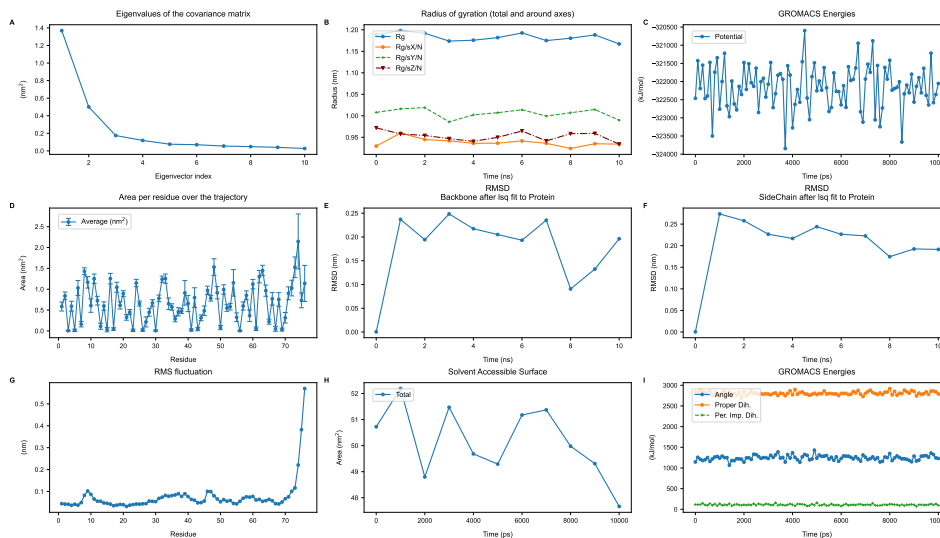 A
Eigenvalues of the covariance matrix
(nm²)
1.4
1.2
1.0
0.8
0.6
0.4
0.2
0.0
2
4
6
8
10
Eigenvector index
B
Radius of gyration (total and around axes)
Radius (nm)
1.20
1.15
1.10
1.05
1.00
0.95
Rg
Rg/sX/N
Rg/sY/N
Rg/sZ/N
0
2
4
6
8
10
Time (ns)
C
GROMACS Energies
(kJ/mol)
−320500
−321000
−321500
−322000
−322500
−323000
−323500
−324000
Potential
0
2000
4000
6000
8000
10000
Time (ps)
D
Area per residue over the trajectory
Area (nm²)
2.5
2.0
1.5
1.0
0.5
0.0
Average (nm²)
0
10
20
30
40
50
60
70
Residue
E
RMSD
Backbone after lsq fit to Protein
RMSD (nm)
0.25
0.20
0.15
0.10
0.05
0.00
0
2
4
6
8
10
Time (ns)
F
RMSD
SideChain after lsq fit to Protein
RMSD (nm)
0.25
0.20
0.15
0.10
0.05
0.00
0
2
4
6
8
10
Time (ns)
G
RMS fluctuation
(nm)
0.5
0.4
0.3
0.2
0.1
0
10
20
30
40
50
60
70
Residue
H
Solvent Accessible Surface
Area (nm²)
52
51
50
49
48
Total
0
2000
4000
6000
8000
10000
Time (ps)
I
GROMACS Energies
(kJ/mol)
3000
2500
2000
1500
1000
500
0
Angle
Proper Dih.
Per. Imp. Dih.
0
2000
4000
6000
8000
1000
Time (ps)